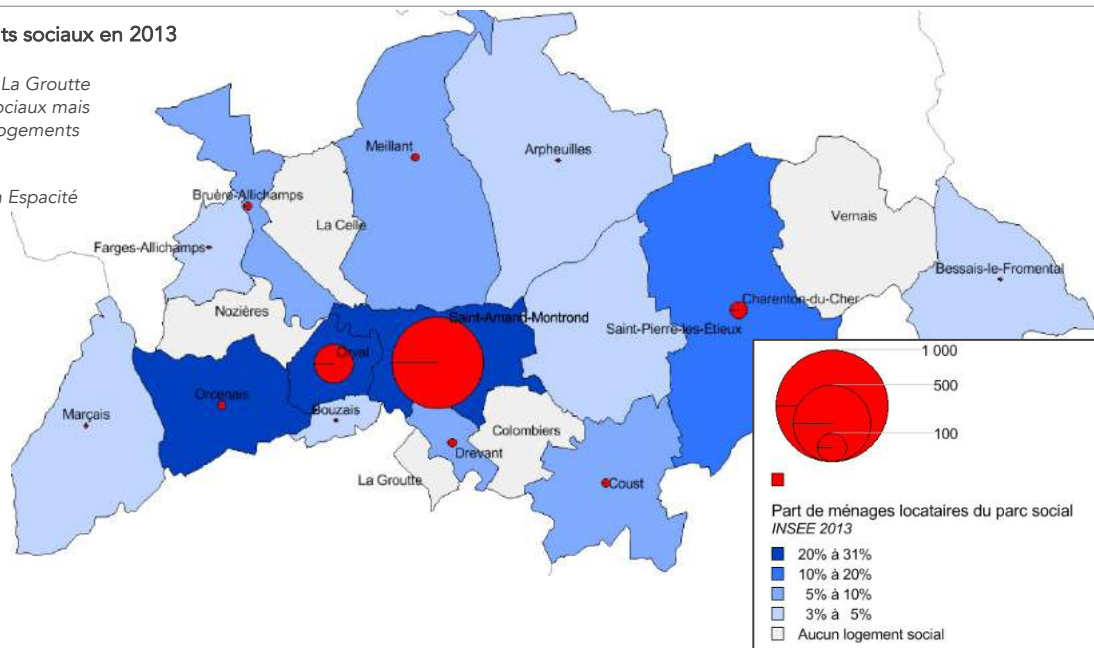 ts sociaux en 2013
La Groutte
ociaux mais
ogements
Espacité
Meillant
Arpheuilles
Bruère-Allichamps
La Celle
Vernais
Farges-Allichamps
Bessais-le-Fromental
Nozières
Charenton-du-Cher
Saint-Amand-Montrond
Saint-Pierre-les-Étieux
Orval
Orcenais
Marçais
Bouzais
Colombiers
Drevant
La Groutte
Coust
1 000
500
100
Part de ménages locataires du parc social
INSEE 2013
20% à 31%
10% à 20%
5% à 10%
3% à 5%
Aucun logement social